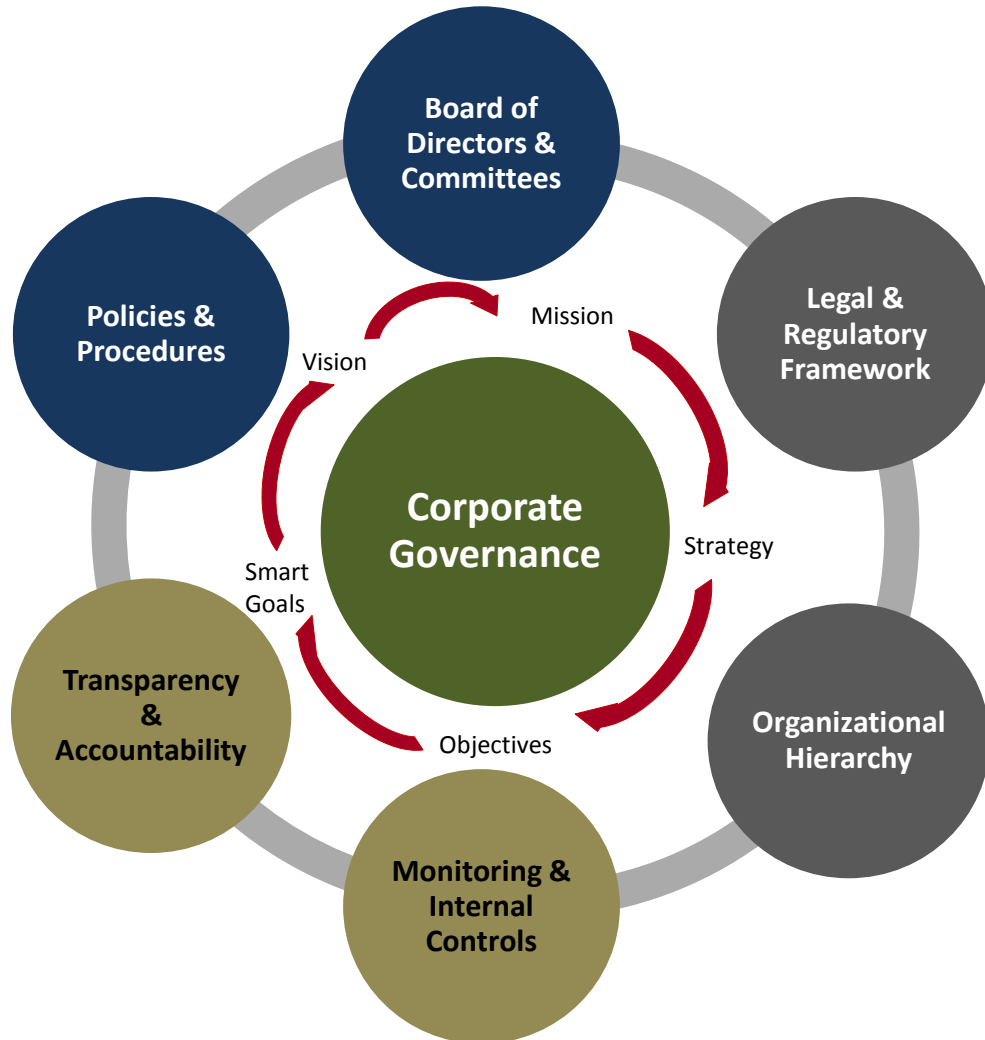 Board of
Directors &
Committees
Policies &
Procedures
Legal &
Regulatory
Framework
Mission
Vision
Corporate
Governance
Strategy
Smart
Goals
Transparency
&
Accountability
Organizational
Hierarchy
Objectives
Monitoring &
Internal
Controls